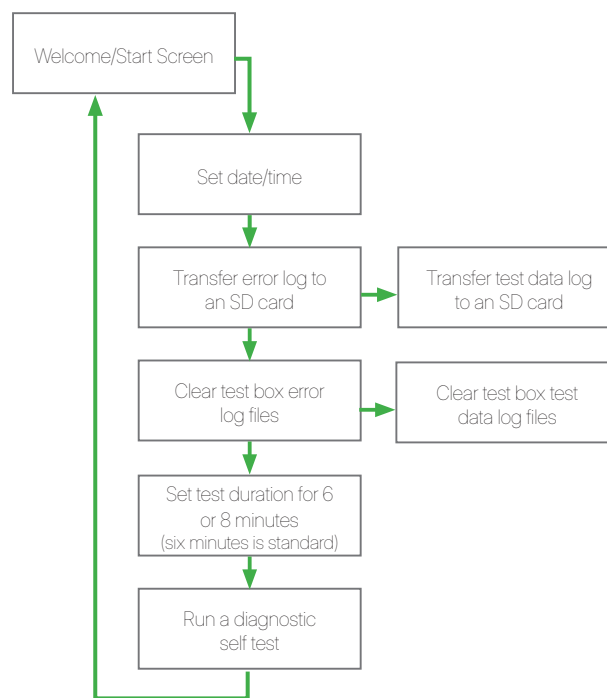 Welcome/Start Screen
Set date/time
Transfer error log to
an SD card
Transfer test data log
to an SD card
Clear test box error
log files
Clear test box test
data log files
Set test duration for 6
or 8 minutes
(six minutes is standard)
Run a diagnostic
self test